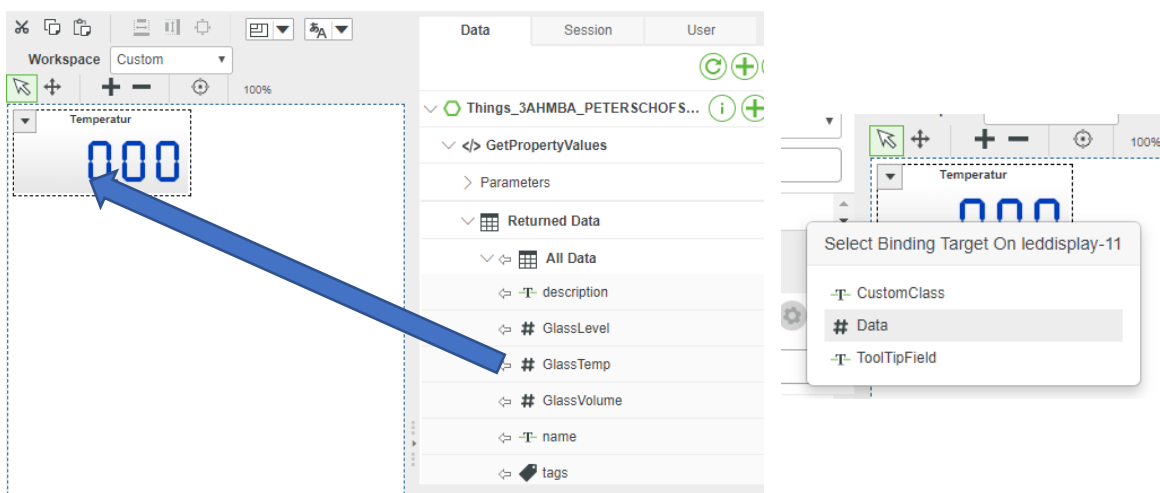 Data
Session
User
Workspace
Custom
100%
Things_3AHMBA_PETERSCHOFS...
Temperatur
000
</> GetPropertyValues
Parameters
Returned Data
All Data
description
GlassLevel
GlassTemp
GlassVolume
name
tags
100%
Temperatur
000
Select Binding Target On leddisplay-11
CustomClass
Data
ToolTipField